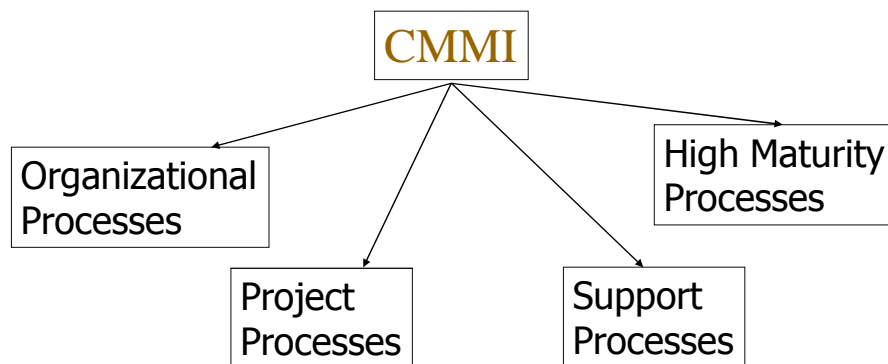 CMMI
Organizational
Processes
High Maturity
Processes
Project
Processes
Support
Processes